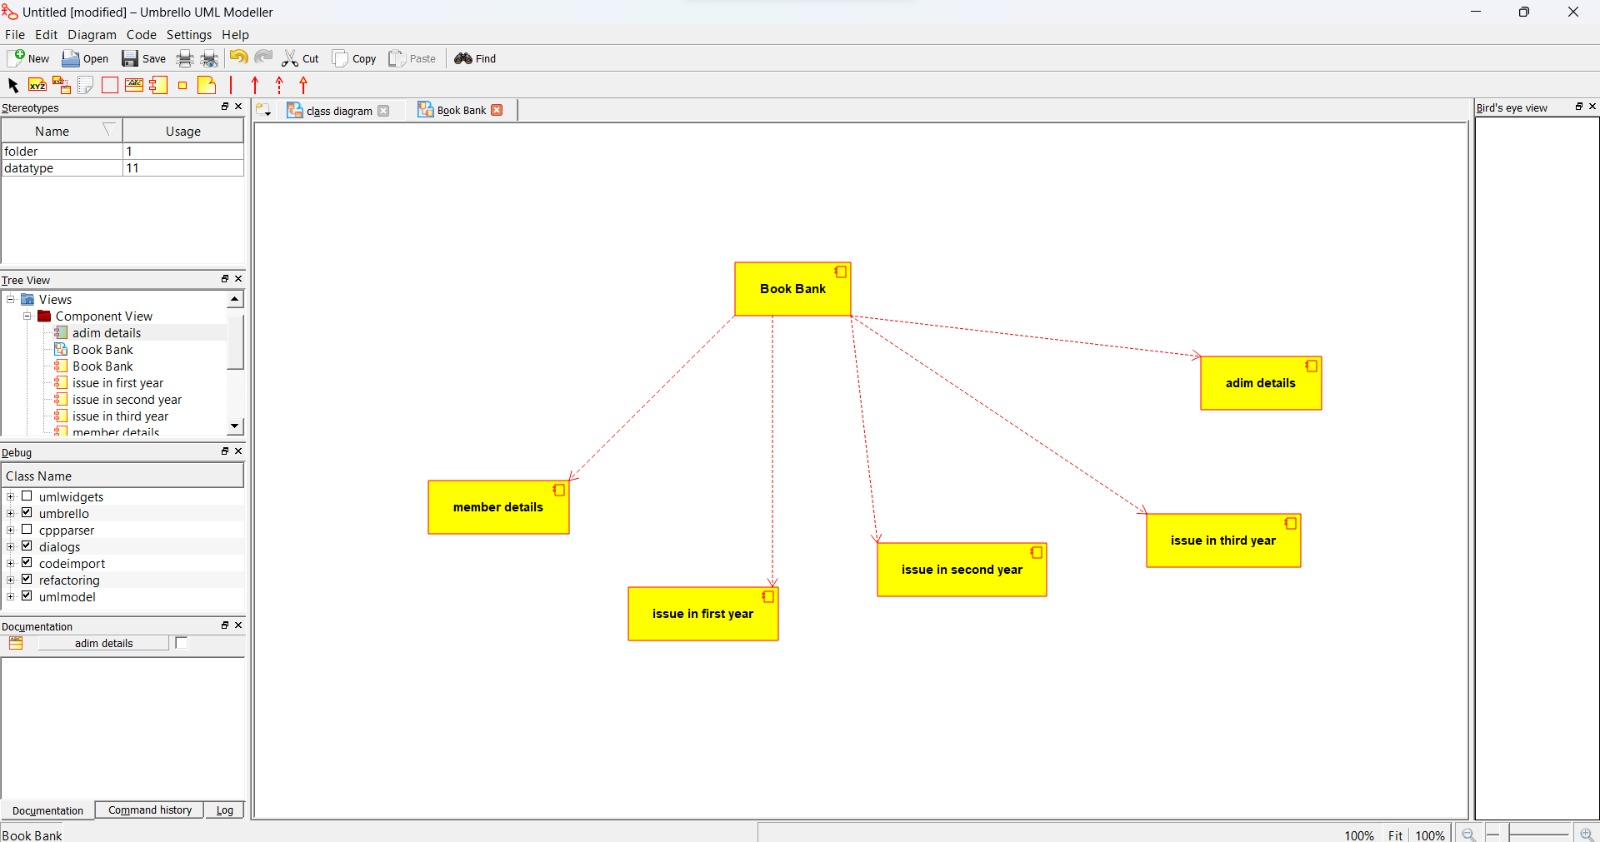 Untitled [modified] – Umbrello UML Modeller
File Edit Diagram Code Settings Help
New Open Save Cut Copy Paste Find
XYZ
ABC
Stereotypes
Name Usage
folder 1
datatype 11
Tree View
Views
Component View
adim details
Book Bank
Book Bank
issue in first year
issue in second year
issue in third year
member details
Debug
Class Name
umlwidgets
umbrello
cppparser
dialogs
codeimport
refactoring
umlmodel
Documentation
adim details
Documentation Command history Log
Book Bank
class diagram Book Bank
Book Bank
adim details
member details
issue in third year
issue in second year
issue in first year
Bird's eye view
100% Fit 100%